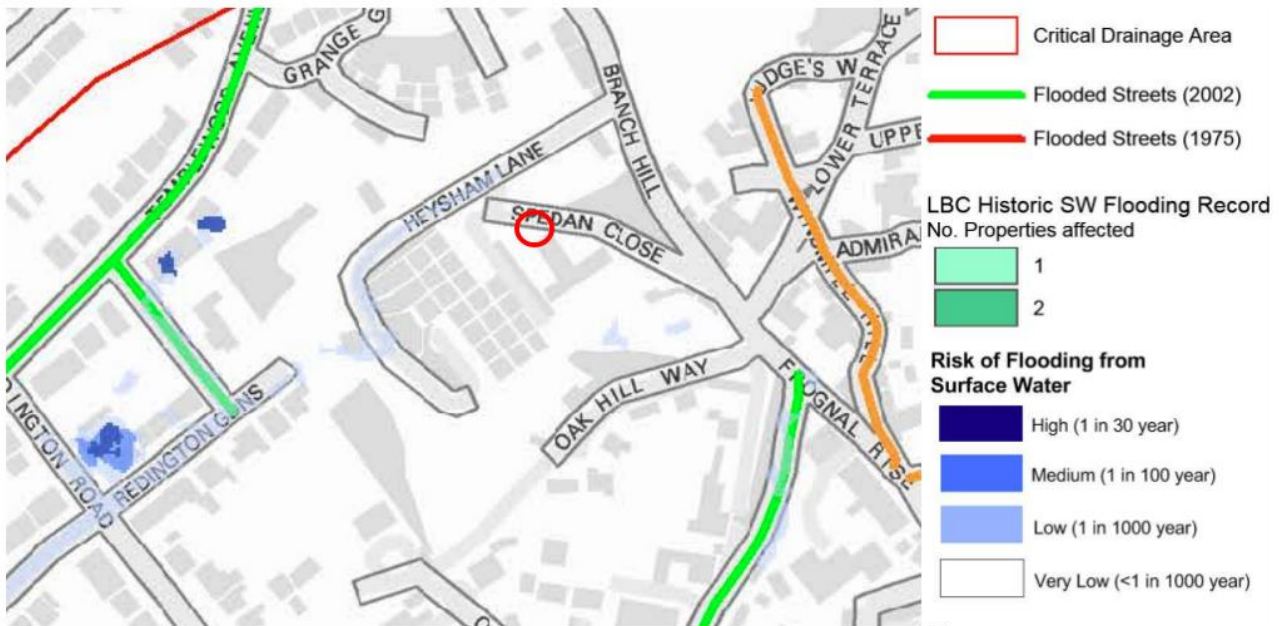 GRANGE G
BRANCH HILL
JUDGE'S W
LOWER TERRACE
UPPE
HEYSHAM LANE
SPEDAN CLOSE
ADMIRA
OAK HILL WAY
FROGNAL RISE
REDINGTON GDNS
INGTON ROAD
Critical Drainage Area
Flooded Streets (2002)
Flooded Streets (1975)
LBC Historic SW Flooding Record
No. Properties affected
1
2
Risk of Flooding from
Surface Water
High (1 in 30 year)
Medium (1 in 100 year)
Low (1 in 1000 year)
Very Low (<1 in 1000 year)